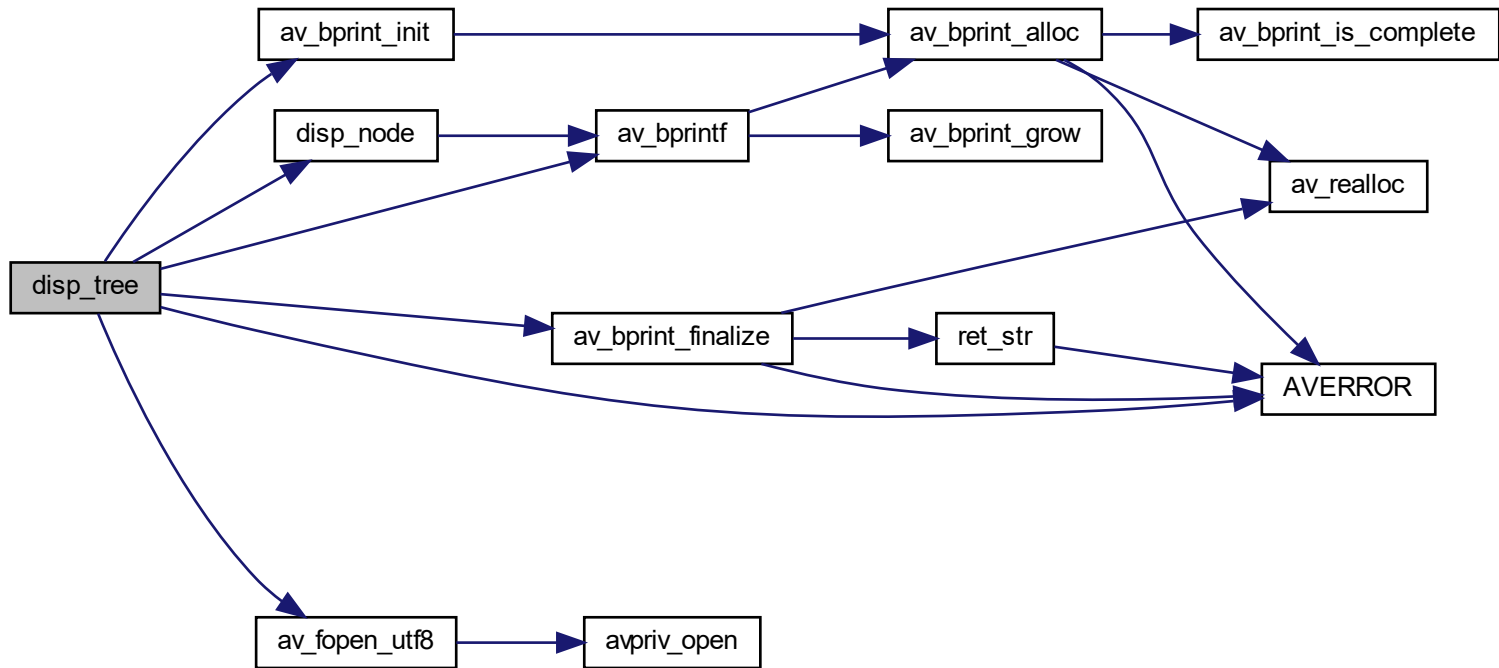 av_bprint_init
av_bprint_alloc
av_bprint_is_complete
disp_node
av_bprintf
av_bprint_grow
av_realloc
disp_tree
av_bprint_finalize
ret_str
AVERROR
av_fopen_utf8
avpriv_open